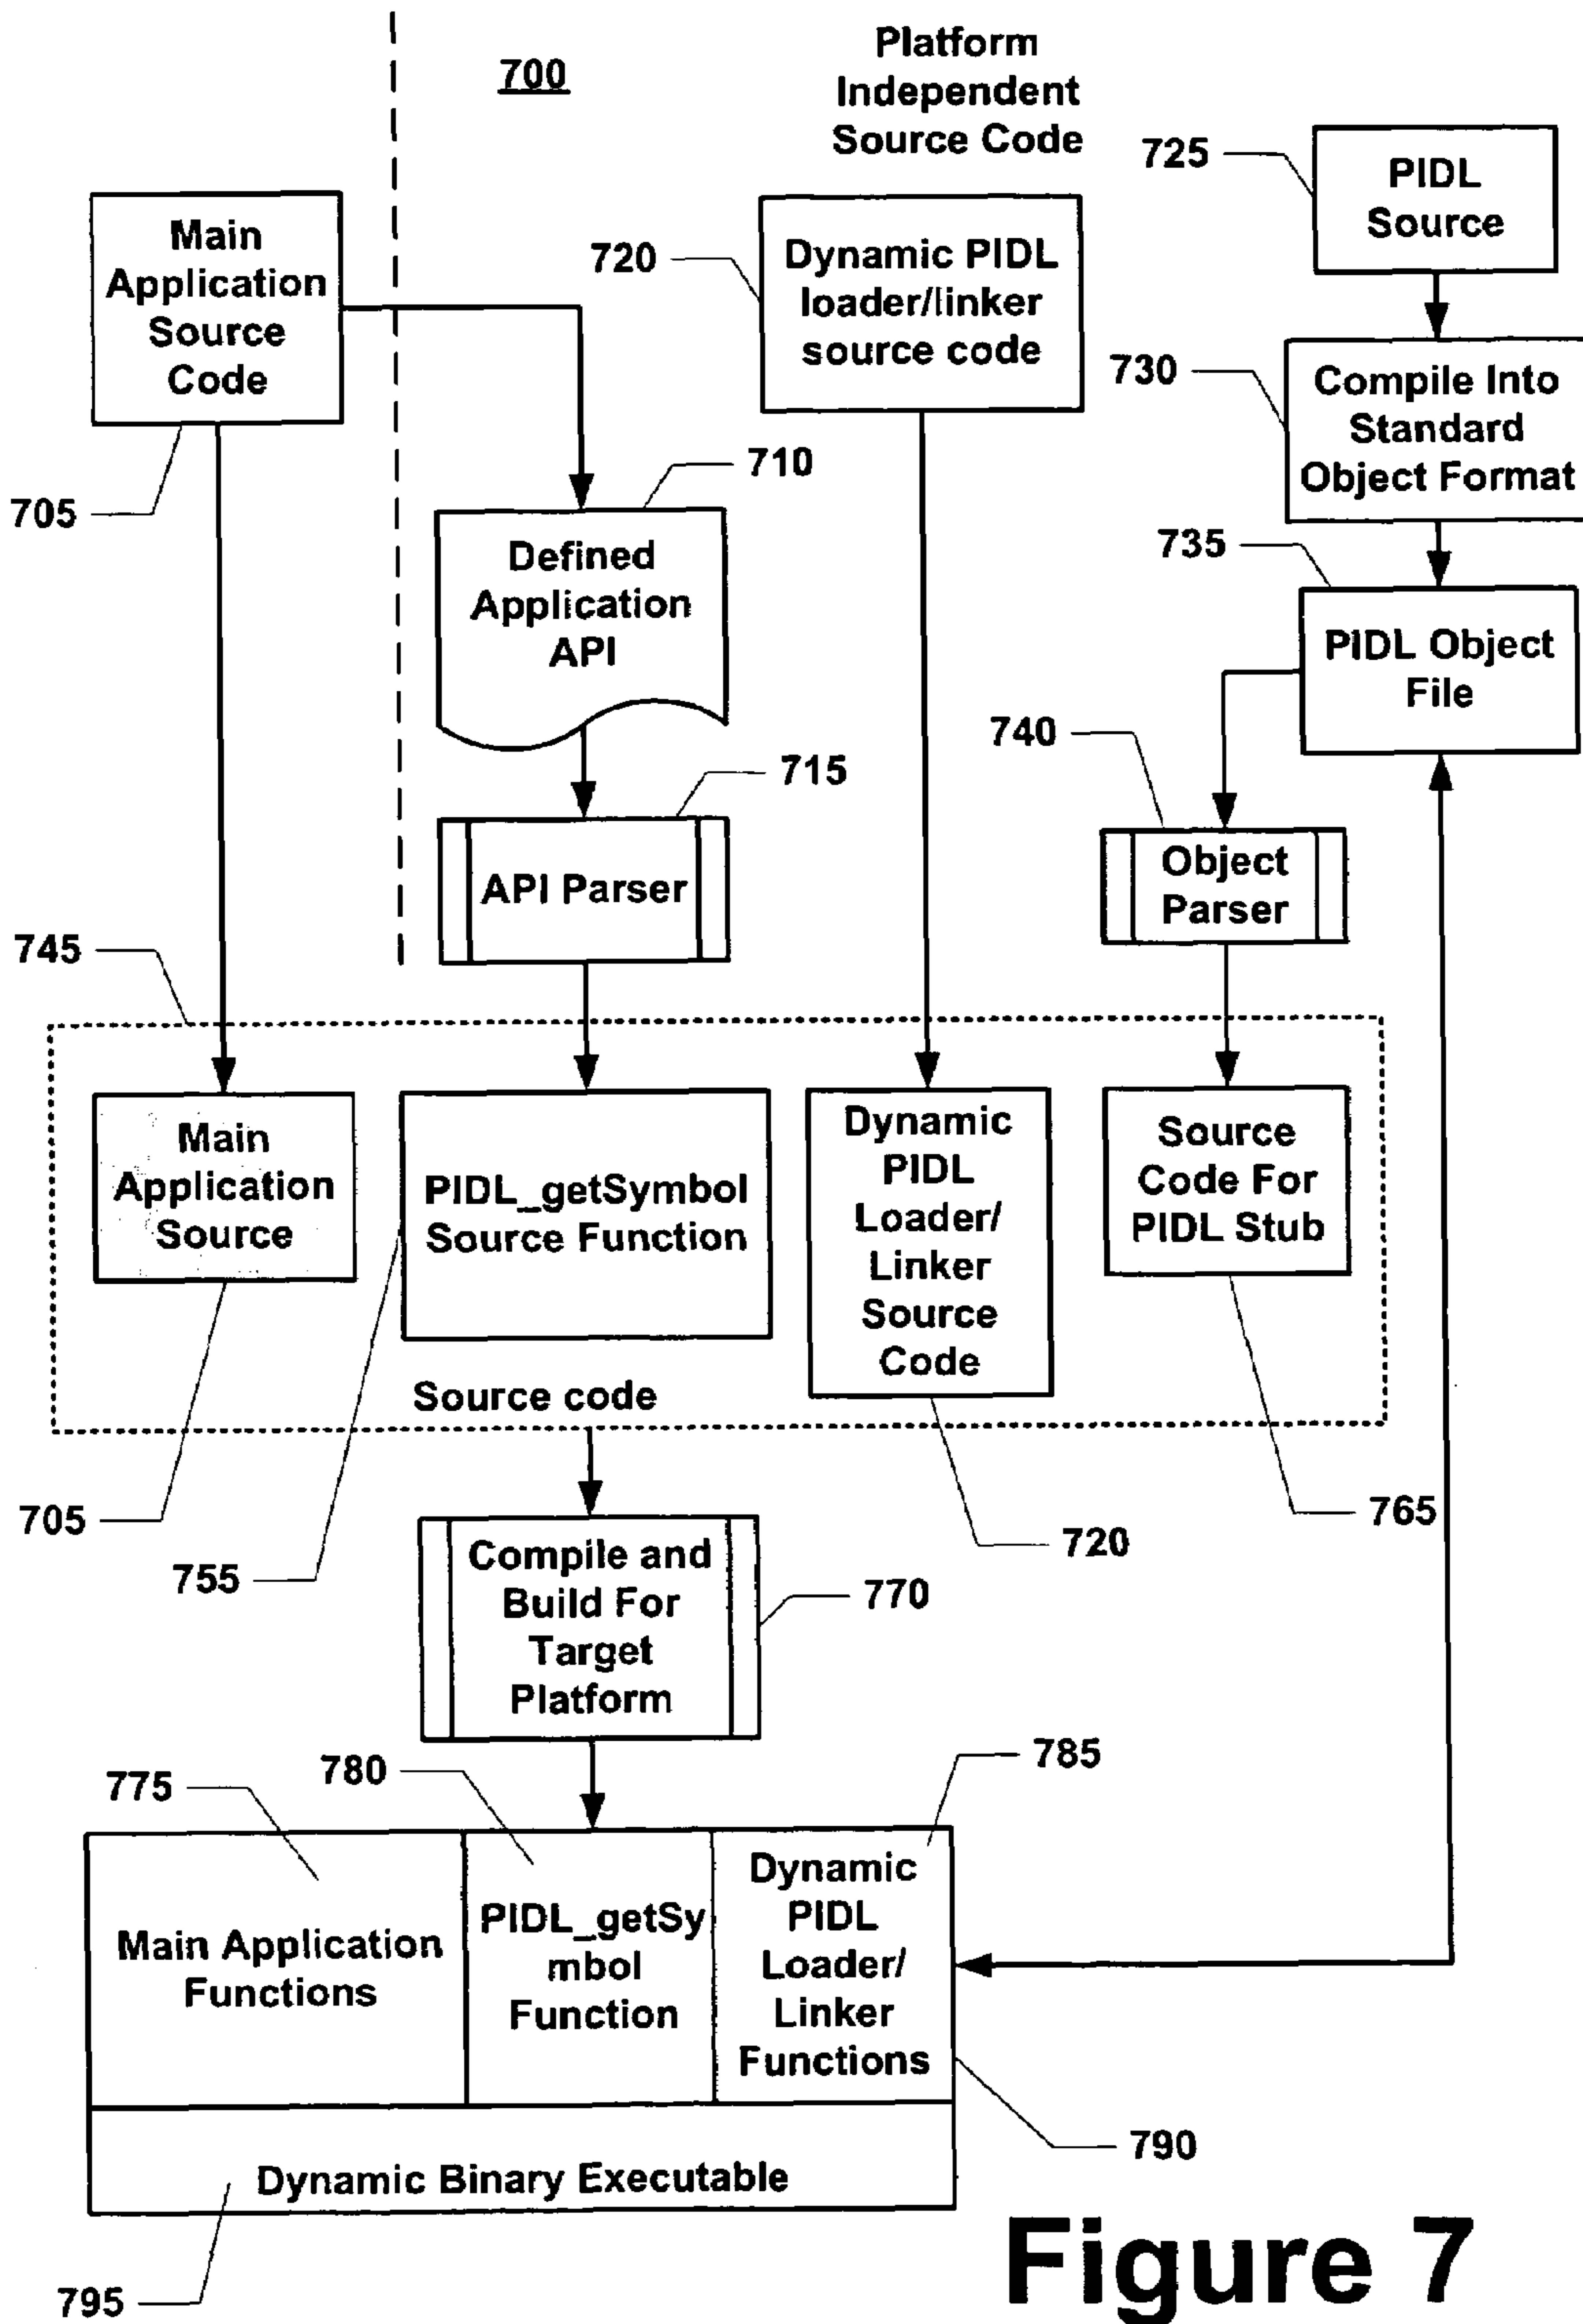 700
Platform
Independent
Source Code
725
PIDL
Source
Main
Application
Source
Code
720
Dynamic PIDL
loader/linker
source code
730
Compile Into
Standard
Object Format
705
710
Defined
Application
API
735
PIDL Object
File
740
715
API Parser
Object
Parser
745
Main
Application
Source
PIDL_getSymbol
Source Function
Dynamic
PIDL
Loader/
Linker
Source
Code
Source
Code For
PIDL Stub
Source code
705
755
720
765
Compile and
Build For
Target
Platform
770
775
780
785
Main Application
Functions
PIDL_getSy
mbol
Function
Dynamic
PIDL
Loader/
Linker
Functions
790
Dynamic Binary Executable
795
Figure 7